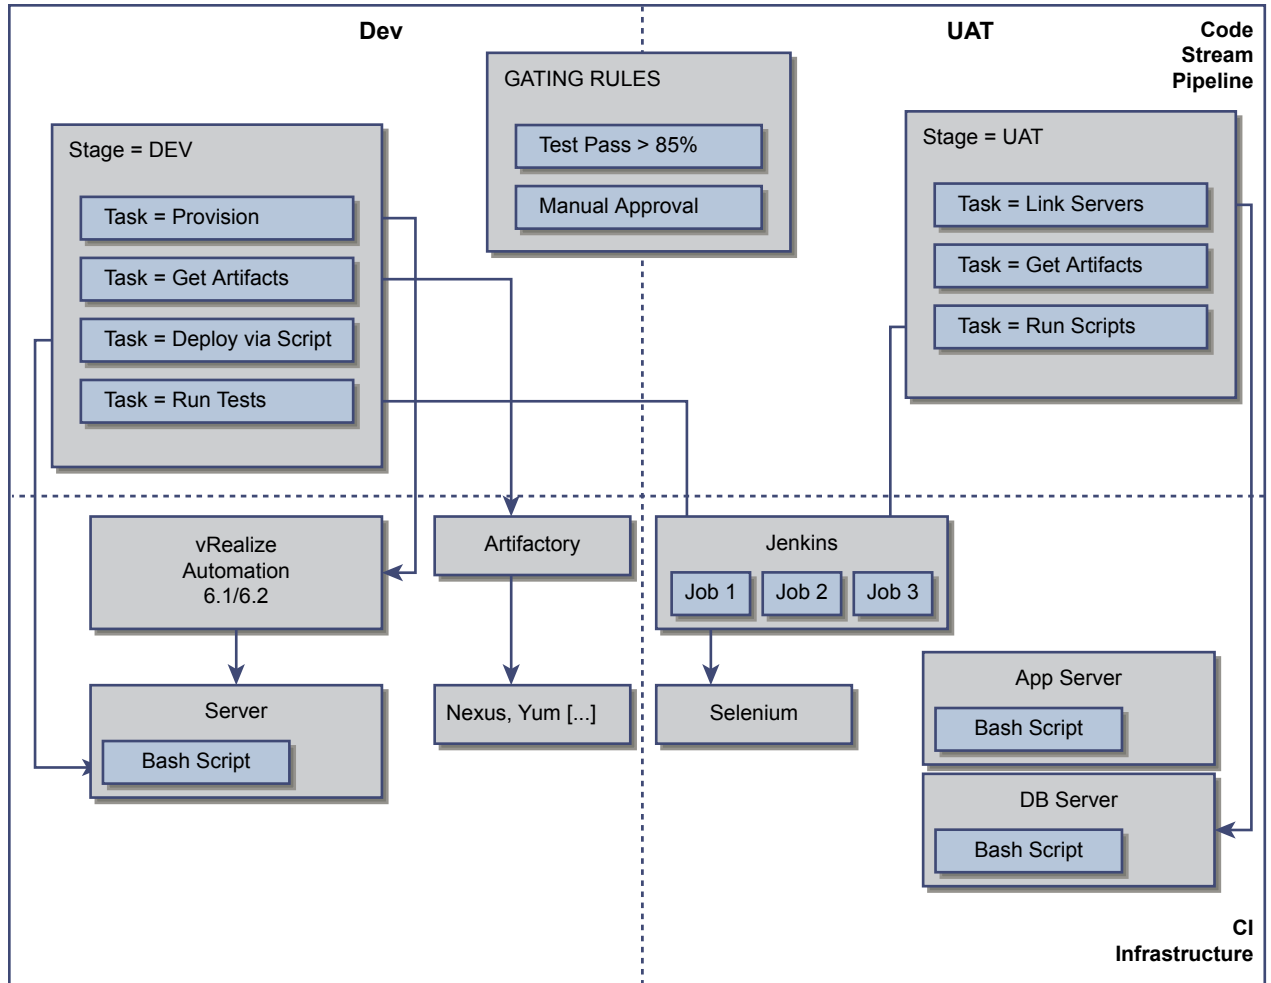 Dev
UAT
Code
Stream
Pipeline
GATING RULES
Test Pass > 85%
Manual Approval
Stage = DEV
Task = Provision
Task = Get Artifacts
Task = Deploy via Script
Task = Run Tests
Stage = UAT
Task = Link Servers
Task = Get Artifacts
Task = Run Scripts
vRealize
Automation
6.1/6.2
Artifactory
Jenkins
Job 1
Job 2
Job 3
Server
Bash Script
Nexus, Yum [...]
Selenium
App Server
Bash Script
DB Server
Bash Script
CI
Infrastructure